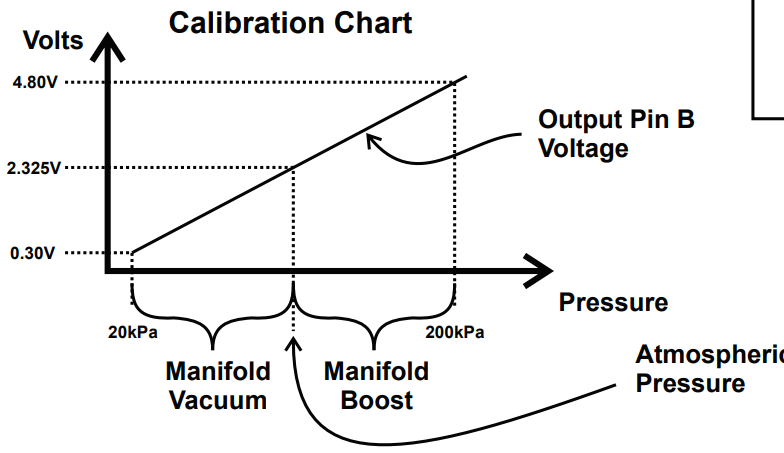 Calibration Chart
Volts
4.80V
Output Pin B
Voltage
2.325V
0.30V
Pressure
20kPa
200kPa
Manifold
Vacuum
Manifold
Boost
Atmospheric
Pressure